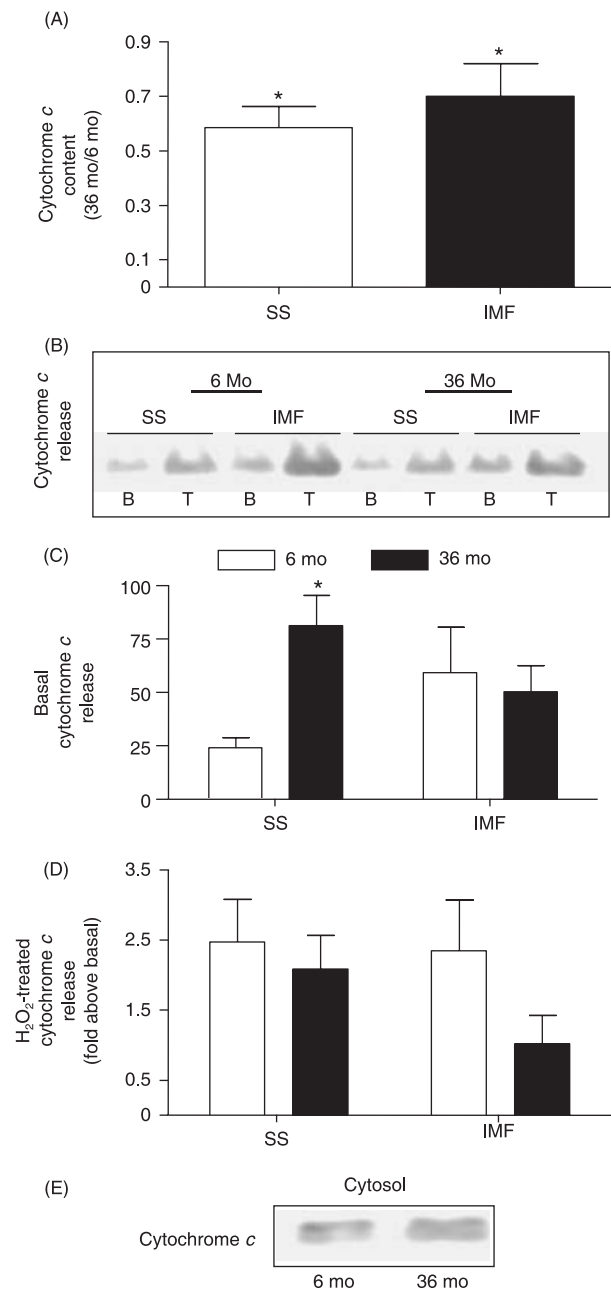 (A)
Cytochrome c
content
(36 mo/6 mo)
0.9
0.7
0.5
0.3
0.1
0
*
*
SS
IMF
(B)
Cytochrome c
release
6 Mo
36 Mo
SS
IMF
SS
IMF
B
T
B
T
B
T
B
T
(C)
6 mo
36 mo
Basal
cytochrome c
release
100
75
50
25
0
*
SS
IMF
(D)
H₂O₂-treated
cytochrome c
release
(fold above basal)
3.5
2.5
1.5
0.5
0
SS
IMF
(E)
Cytosol
Cytochrome c
6 mo
36 mo